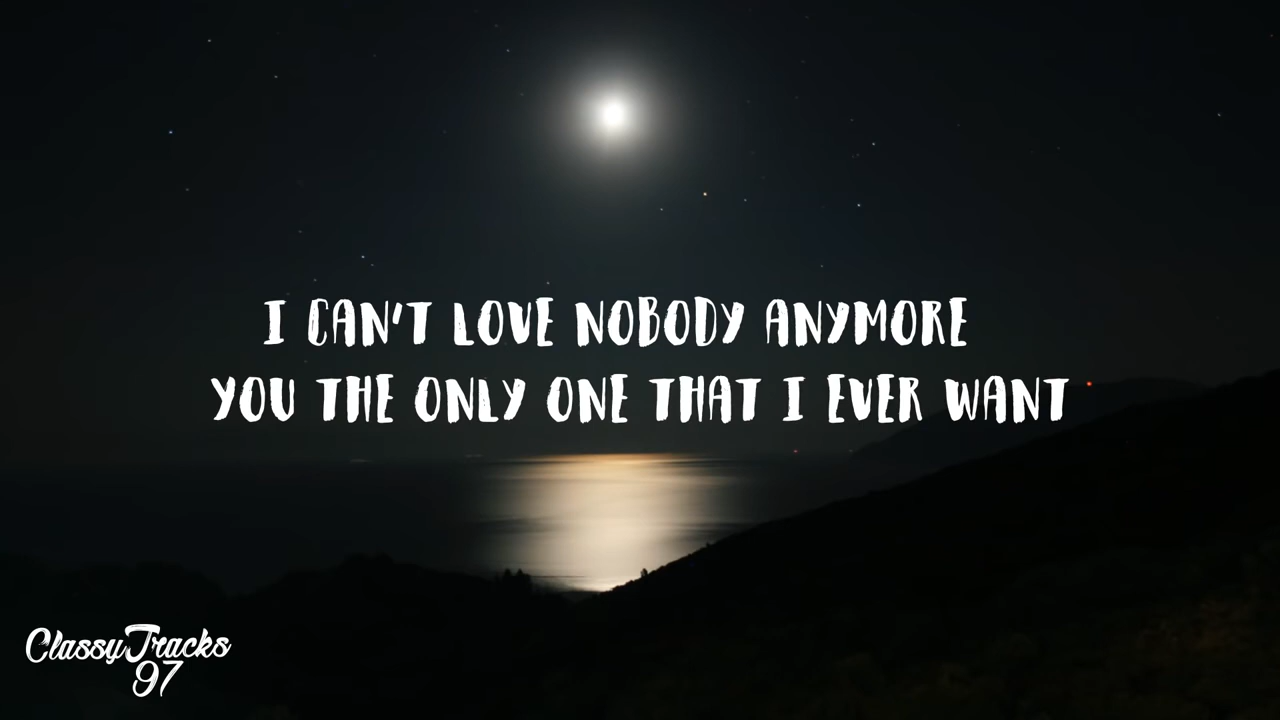 I CAN'T LOVE NOBODY ANYMORE
YOU THE ONLY ONE THAT I EVER WANT
ClassyTracks
97